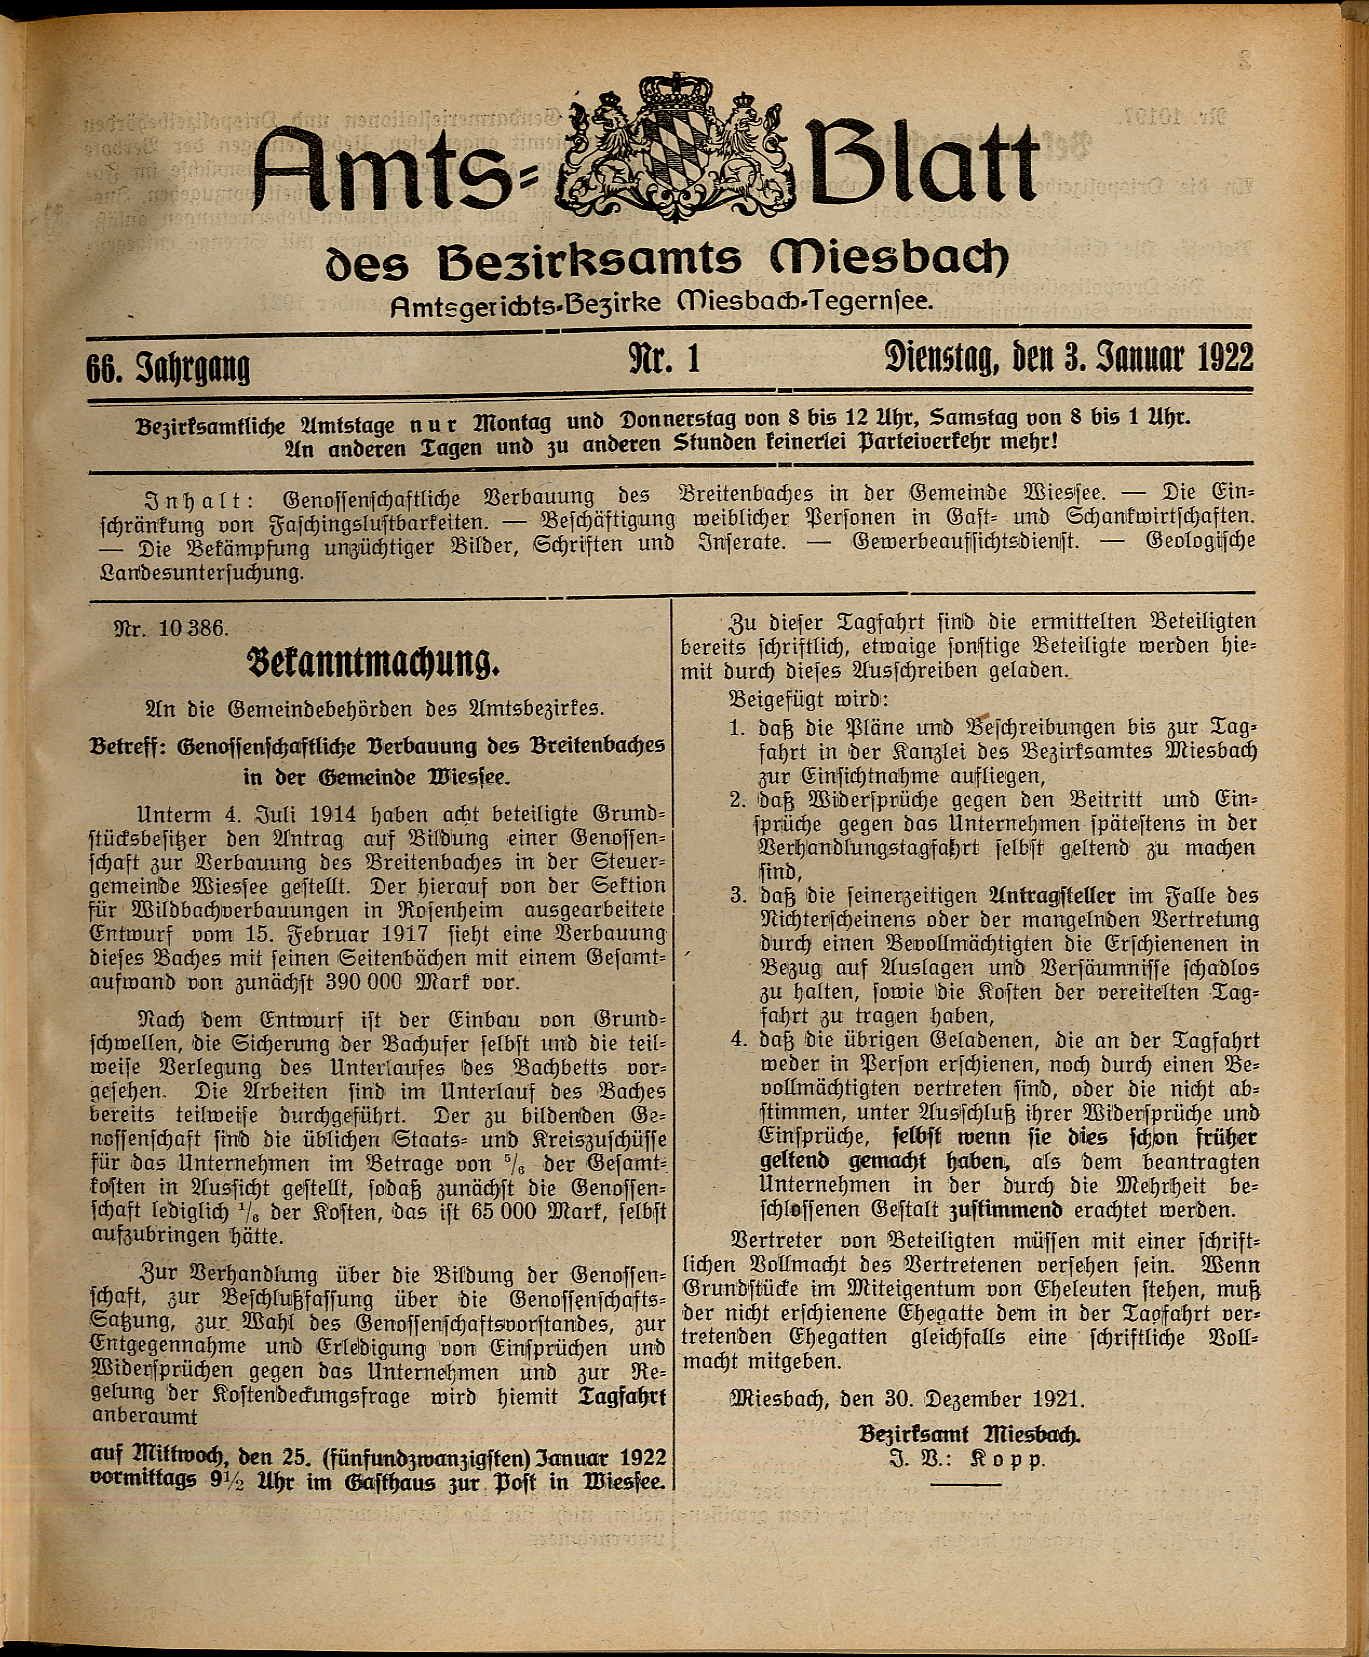 Amts-Blatt
des Bezirksamts Miesbach
Amtsgerichts-Bezirke Miesbach-Tegernsee.
66. Jahrgang Nr. 1 Dienstag, den 3. Januar 1922
Bezirksamtliche Amtstage nur Montag und Donnerstag von 8 bis 12 Uhr, Samstag von 8 bis 1 Uhr.
An anderen Tagen und zu anderen Stunden keinerlei Parteiverkehr mehr!
Inhalt: Genossenschaftliche Verbauung des Breitenbaches in der Gemeinde Wiessee. — Die Ein-
schränkung von Faschingslustbarkeiten. — Beschäftigung weiblicher Personen in Gast- und Schankwirtschaften.
— Die Bekämpfung unzüchtiger Bilder, Schriften und Inserate. — Gewerbeaufsichtsdienst. — Geologische
Landesuntersuchung.
Nr. 10386.
Bekanntmachung.
An die Gemeindebehörden des Amtsbezirkes.
Betreff: Genossenschaftliche Verbauung des Breitenbaches
in der Gemeinde Wiessee.
Unterm 4. Juli 1914 haben acht beteiligte Grund-
stücksbesitzer den Antrag auf Bildung einer Genossen-
schaft zur Verbauung des Breitenbaches in der Steuer-
gemeinde Wiessee gestellt. Der hierauf von der Sektion
für Wildbachverbauungen in Rosenheim ausgearbeitete
Entwurf vom 15. Februar 1917 sieht eine Verbauung
dieses Baches mit seinen Seitenbächen mit einem Gesamt-
aufwand von zunächst 390 000 Mark vor.
Nach dem Entwurf ist der Einbau von Grund-
schwellen, die Sicherung der Bachufer selbst und die teil-
weise Verlegung des Unterlaufes des Bachbetts vor-
gesehen. Die Arbeiten sind im Unterlauf des Baches
bereits teilweise durchgeführt. Der zu bildenden Ge-
nossenschaft sind die üblichen Staats- und Kreiszuschüsse
für das Unternehmen im Betrage von 5/6 der Gesamt-
kosten in Aussicht gestellt, sodaß zunächst die Genossen-
schaft lediglich 1/6 der Kosten, das ist 65 000 Mark, selbst
aufzubringen hätte.
Zur Verhandlung über die Bildung der Genossen-
schaft, zur Beschlußfassung über die Genossenschafts-
Satzung, zur Wahl des Genossenschaftsvorstandes, zur
Entgegennahme und Erledigung von Einsprüchen und
Widersprüchen gegen das Unternehmen und zur Re-
gelung der Kostendeckungsfrage wird hiemit Tagfahrt
anberaumt
auf Mittwoch, den 25. (fünfundzwanzigsten) Januar 1922
vormittags 9½ Uhr im Gasthaus zur Post in Wiessee.
Zu dieser Tagfahrt sind die ermittelten Beteiligten
bereits schriftlich, etwaige sonstige Beteiligte werden hie-
mit durch dieses Ausschreiben geladen.
Beigefügt wird:
1. daß die Pläne und Beschreibungen bis zur Tag-
fahrt in der Kanzlei des Bezirksamtes Miesbach
zur Einsichtnahme aufliegen,
2. daß Widersprüche gegen den Beitritt und Ein-
sprüche gegen das Unternehmen spätestens in der
Verhandlungstagfahrt selbst geltend zu machen
sind,
3. daß die seinerzeitigen Antragsteller im Falle des
Nichterscheinens oder der mangelnden Vertretung
durch einen Bevollmächtigten die Erschienenen in
Bezug auf Auslagen und Versäumnisse schadlos
zu halten, sowie die Kosten der vereitelten Tag-
fahrt zu tragen haben,
4. daß die übrigen Geladenen, die an der Tagfahrt
weder in Person erschienen, noch durch einen Be-
vollmächtigten vertreten sind, oder die nicht ab-
stimmen, unter Ausschluß ihrer Widersprüche und
Einsprüche, selbst wenn sie dies schon früher
geltend gemacht haben, als dem beantragten
Unternehmen in der durch die Mehrheit be-
schlossenen Gestalt zustimmend erachtet werden.
Vertreter von Beteiligten müssen mit einer schrift-
lichen Vollmacht des Vertretenen versehen sein. Wenn
Grundstücke im Miteigentum von Eheleuten stehen, muß
der nicht erschienene Ehegatte dem in der Tagfahrt ver-
tretenden Ehegatten gleichfalls eine schriftliche Voll-
macht mitgeben.
Miesbach, den 30. Dezember 1921.
Bezirksamt Miesbach.
J. V.: Kopp.